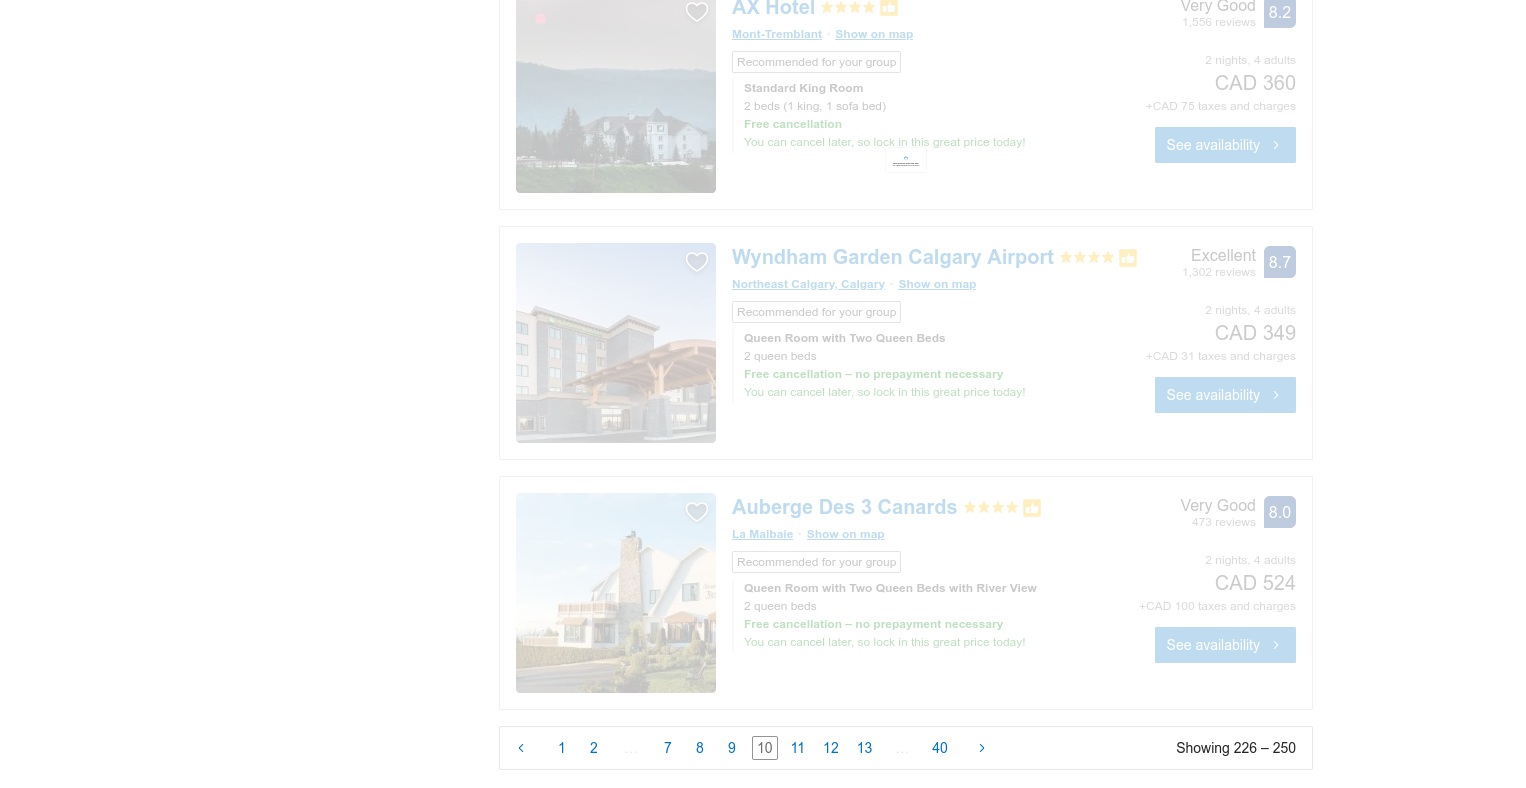 AX Hotel
Very Good
8.2
1,556 reviews
Mont-Tremblant · Show on map
Recommended for your group
2 nights, 4 adults
Standard King Room
CAD 360
2 beds (1 king, 1 sofa bed)
+CAD 75 taxes and charges
Free cancellation
You can cancel later, so lock in this great price today!
See availability
Wyndham Garden Calgary Airport
Excellent
8.7
1,302 reviews
Northeast Calgary, Calgary · Show on map
Recommended for your group
2 nights, 4 adults
Queen Room with Two Queen Beds
CAD 349
2 queen beds
+CAD 31 taxes and charges
Free cancellation – no prepayment necessary
You can cancel later, so lock in this great price today!
See availability
Auberge Des 3 Canards
Very Good
8.0
473 reviews
La Malbaie · Show on map
Recommended for your group
2 nights, 4 adults
Queen Room with Two Queen Beds with River View
CAD 524
2 queen beds
+CAD 100 taxes and charges
Free cancellation – no prepayment necessary
You can cancel later, so lock in this great price today!
See availability
1 2 ... 7 8 9 10 11 12 13 ... 40
Showing 226 – 250